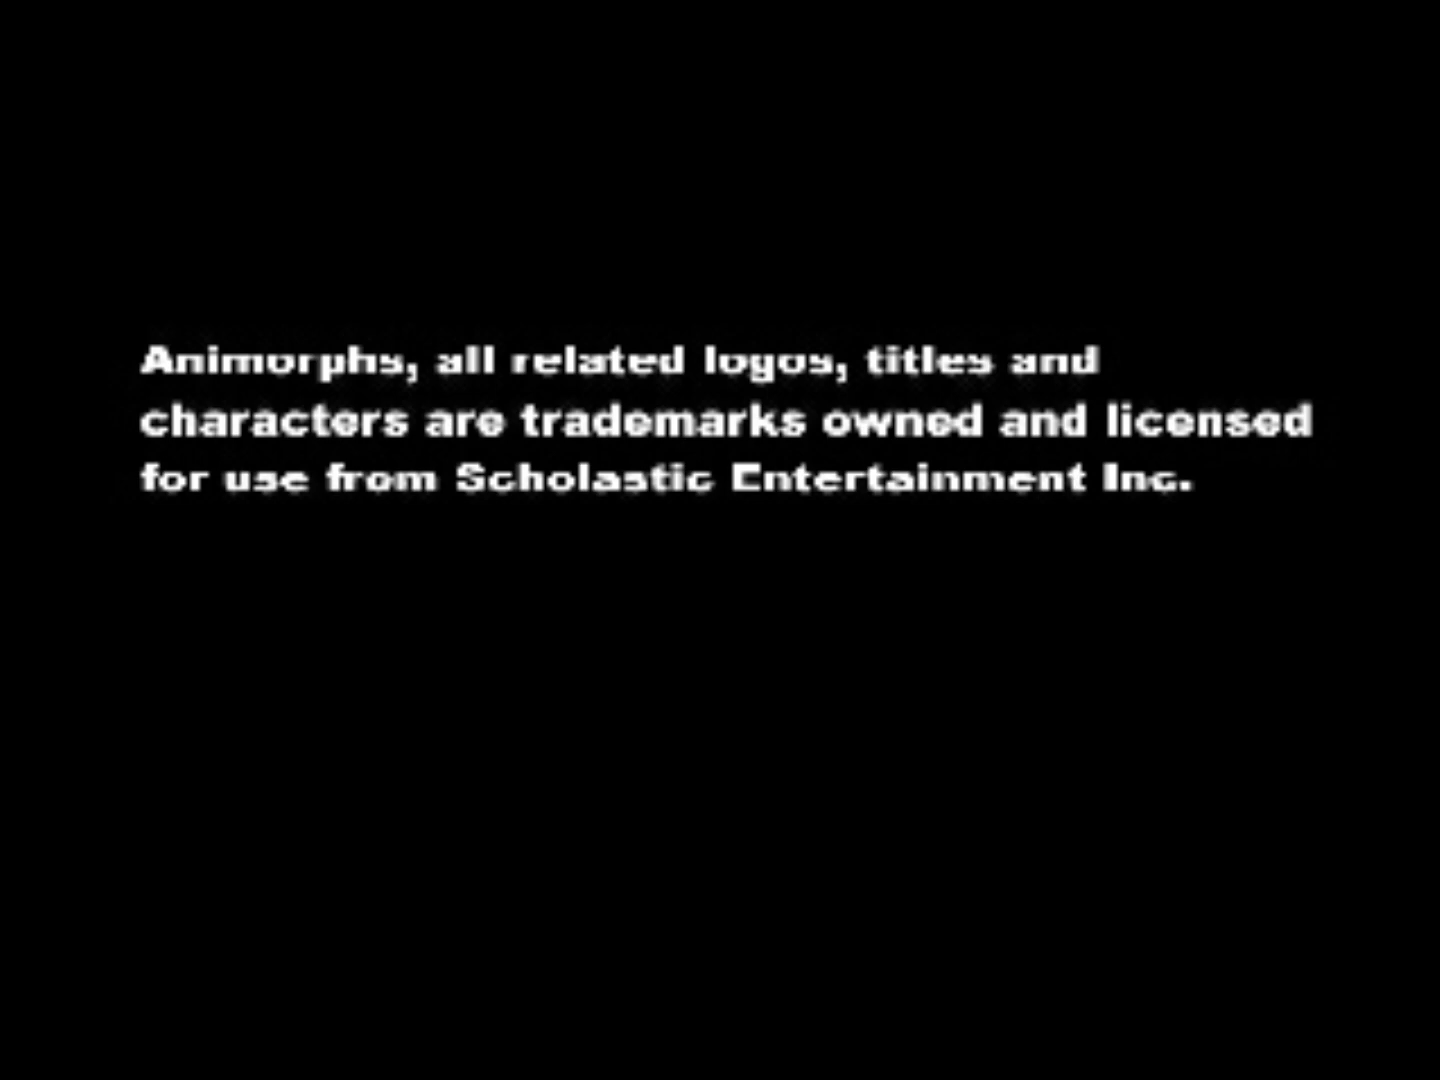 Animorphs, all related logos, titles and
characters are trademarks owned and licensed
for use from Scholastic Entertainment Inc.